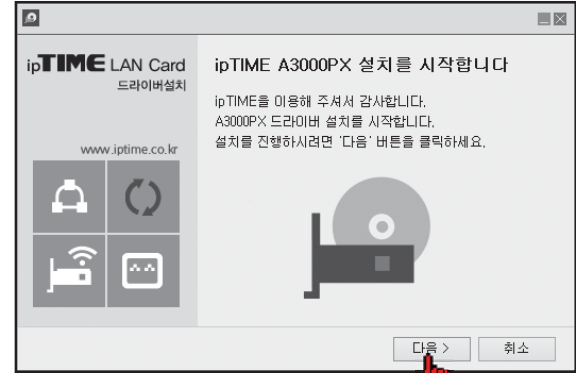 ipTIME LAN Card
드라이버설치
www.iptime.co.kr
ipTIME A3000PX 설치를 시작합니다
ipTIME을 이용해 주셔서 감사합니다.
A3000PX 드라이버 설치를 시작합니다.
설치를 진행하시려면 '다음' 버튼을 클릭하세요.
다음 >
취소